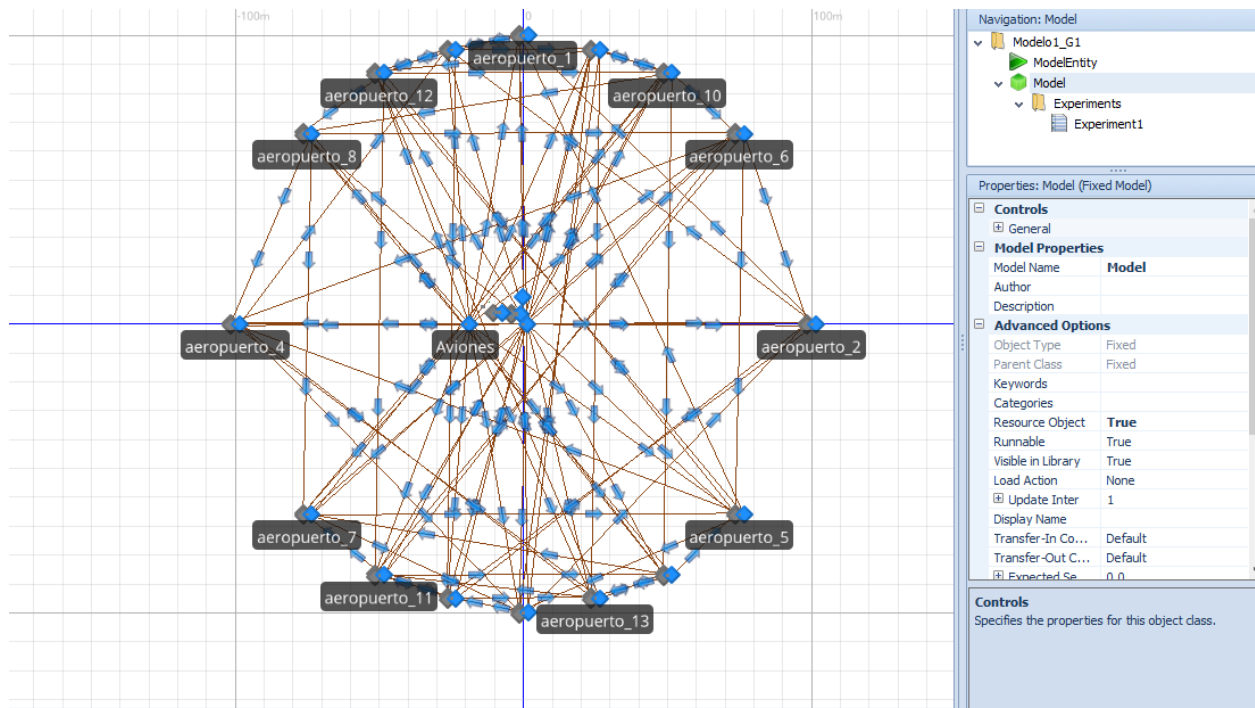 -100m
0
100m
aeropuerto_1
aeropuerto_12
aeropuerto_10
aeropuerto_8
aeropuerto_6
aeropuerto_4
Aviones
aeropuerto_2
aeropuerto_7
aeropuerto_5
aeropuerto_11
aeropuerto_13
Navigation: Model
Modelo1_G1
ModelEntity
Model
Experiments
Experiment1
Properties: Model (Fixed Model)
Controls
General
Model Properties
Model Name Model
Author
Description
Advanced Options
Object Type Fixed
Parent Class Fixed
Keywords
Categories
Resource Object True
Runnable True
Visible in Library True
Load Action None
Update Inter 1
Display Name
Transfer-In Co... Default
Transfer-Out C... Default
Expected Se... 0.0
Controls
Specifies the properties for this object class.